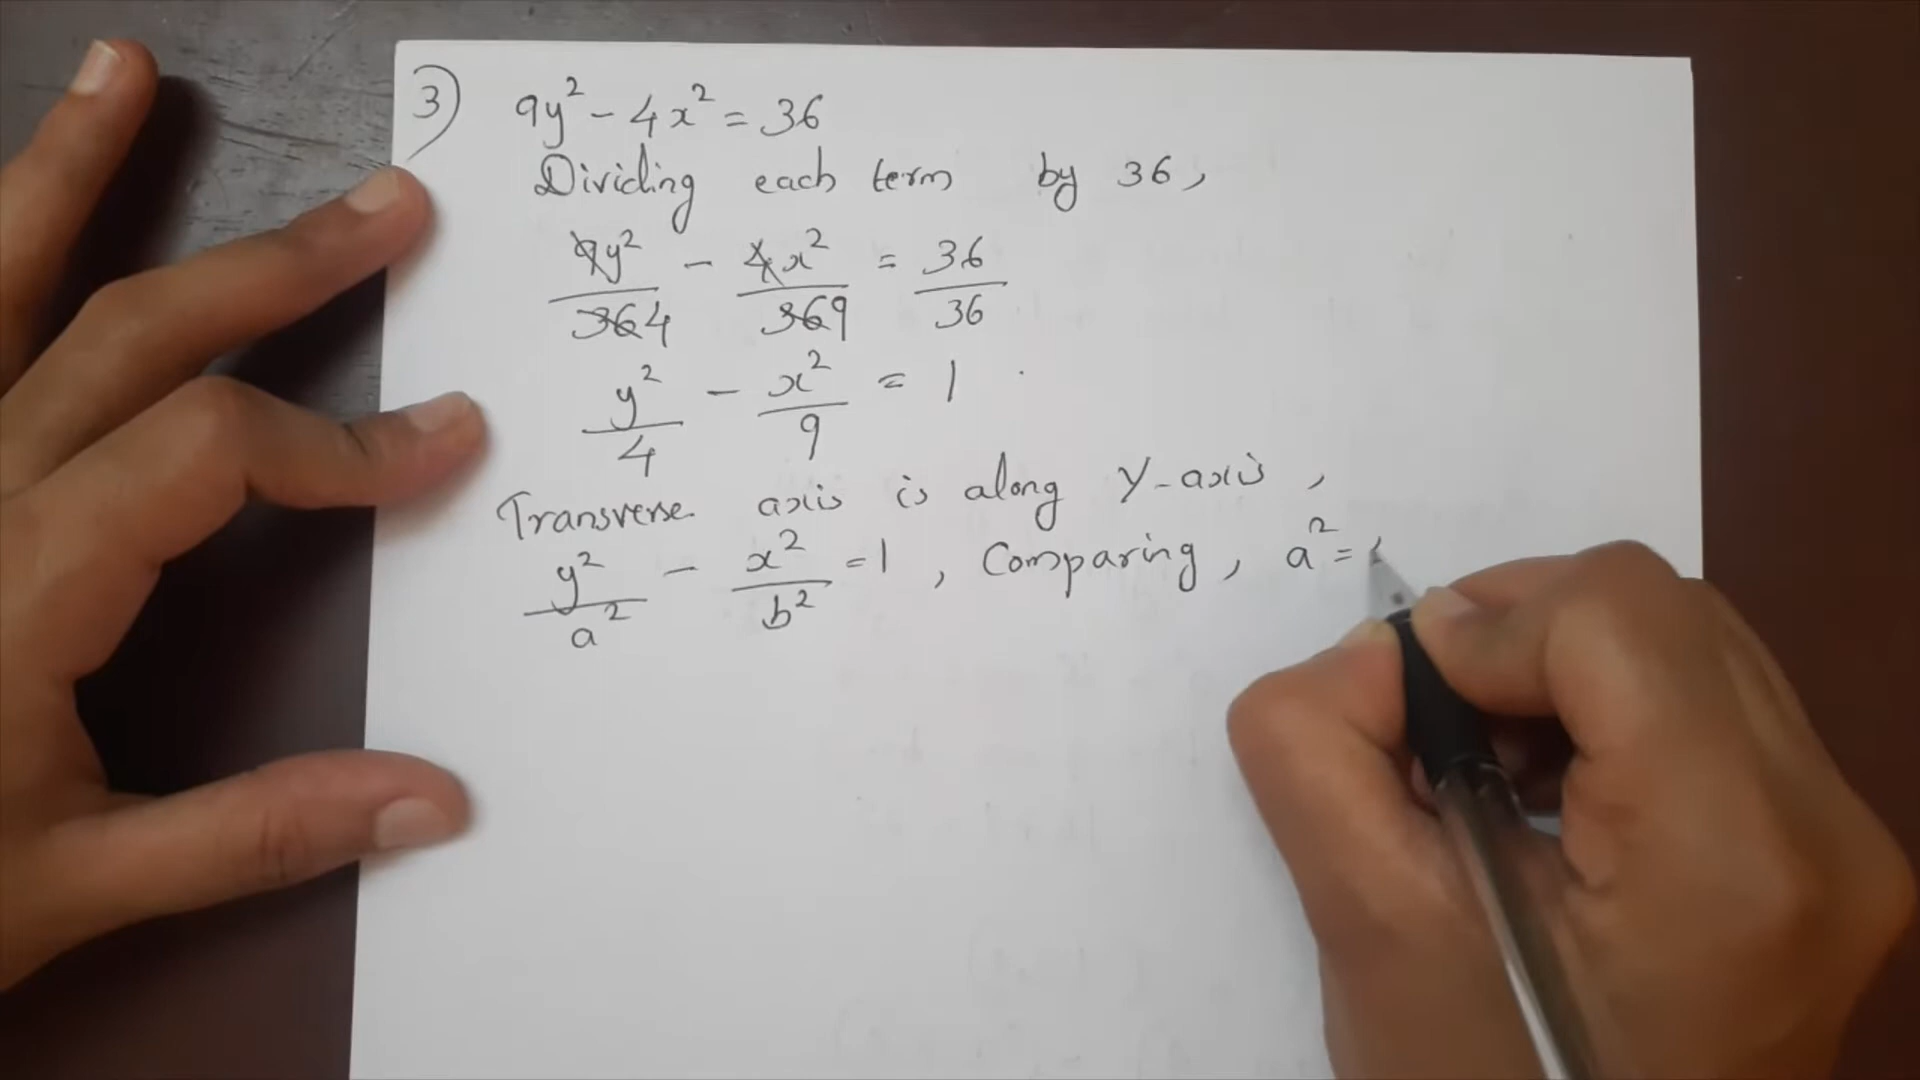 3) 9y² - 4x² = 36
Dividing each term by 36,
9y²/36 4 - 4x²/36 9 = 36/36
y²/4 - x²/9 = 1
Transverse axis is along Y-axis,
y²/a² - x²/b² = 1, Comparing, a² =